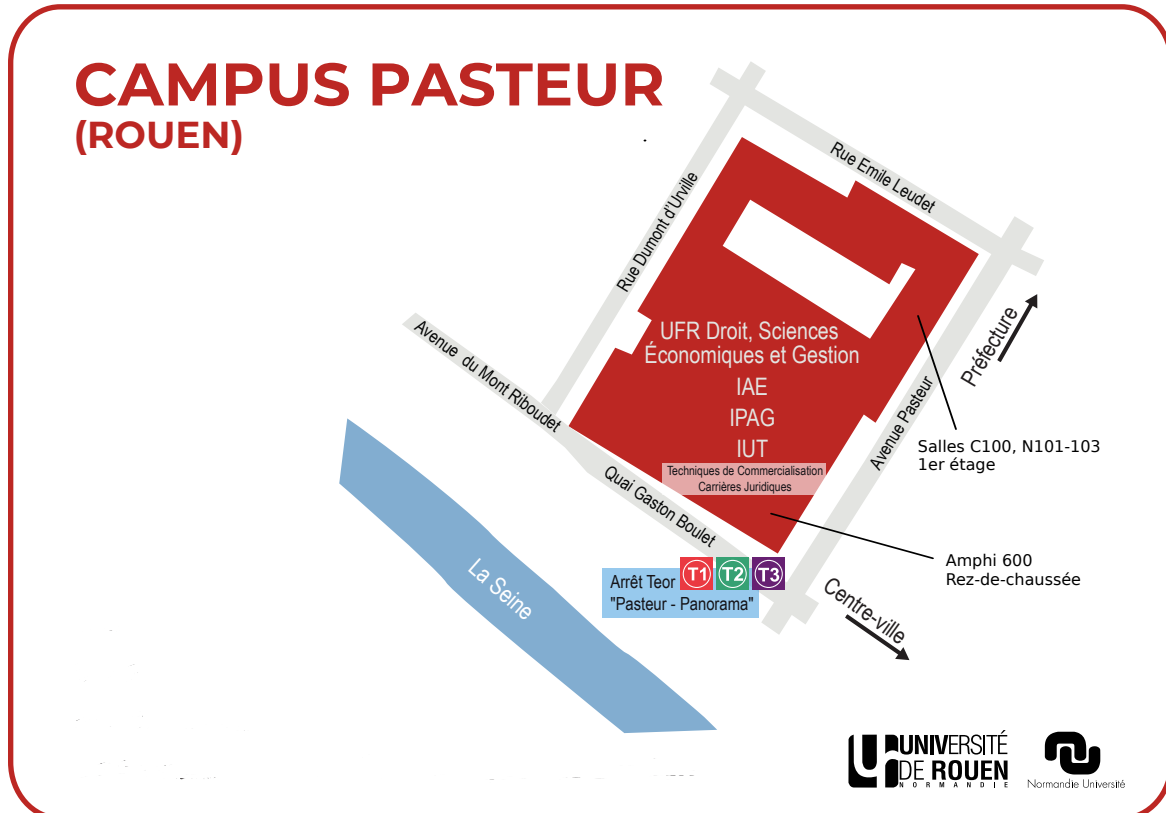 CAMPUS PASTEUR
(ROUEN)
Rue Emile Leudet
Rue Dumont d'Urville
Préfecture
Avenue du Mont Riboudet
UFR Droit, Sciences
Économiques et Gestion
IAE
IPAG
IUT
Techniques de Commercialisation
Carrières Juridiques
Avenue Pasteur
Salles C100, N101-103
1er étage
Quai Gaston Boulet
Amphi 600
Rez-de-chaussée
La Seine
Arrêt Teor T1 T2 T3
"Pasteur - Panorama"
Centre-ville
UNIVERSITÉ
DE ROUEN
NORMANDIE
Normandie Université